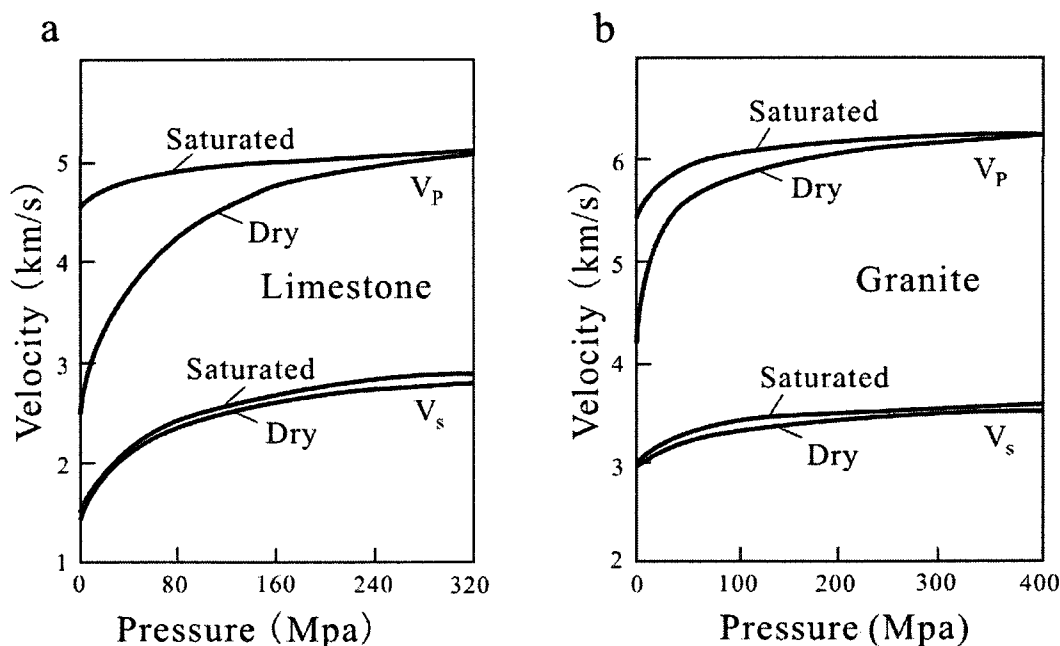 a
Velocity (km/s)
5
4
3
2
1
Saturated
V_P
Dry
Limestone
Saturated
Dry
V_s
0 80 160 240 320
Pressure (Mpa)
b
Velocity (km/s)
6
5
4
3
2
Saturated
Dry
V_P
Granite
Saturated
Dry
V_s
0 100 200 300 400
Pressure (Mpa)